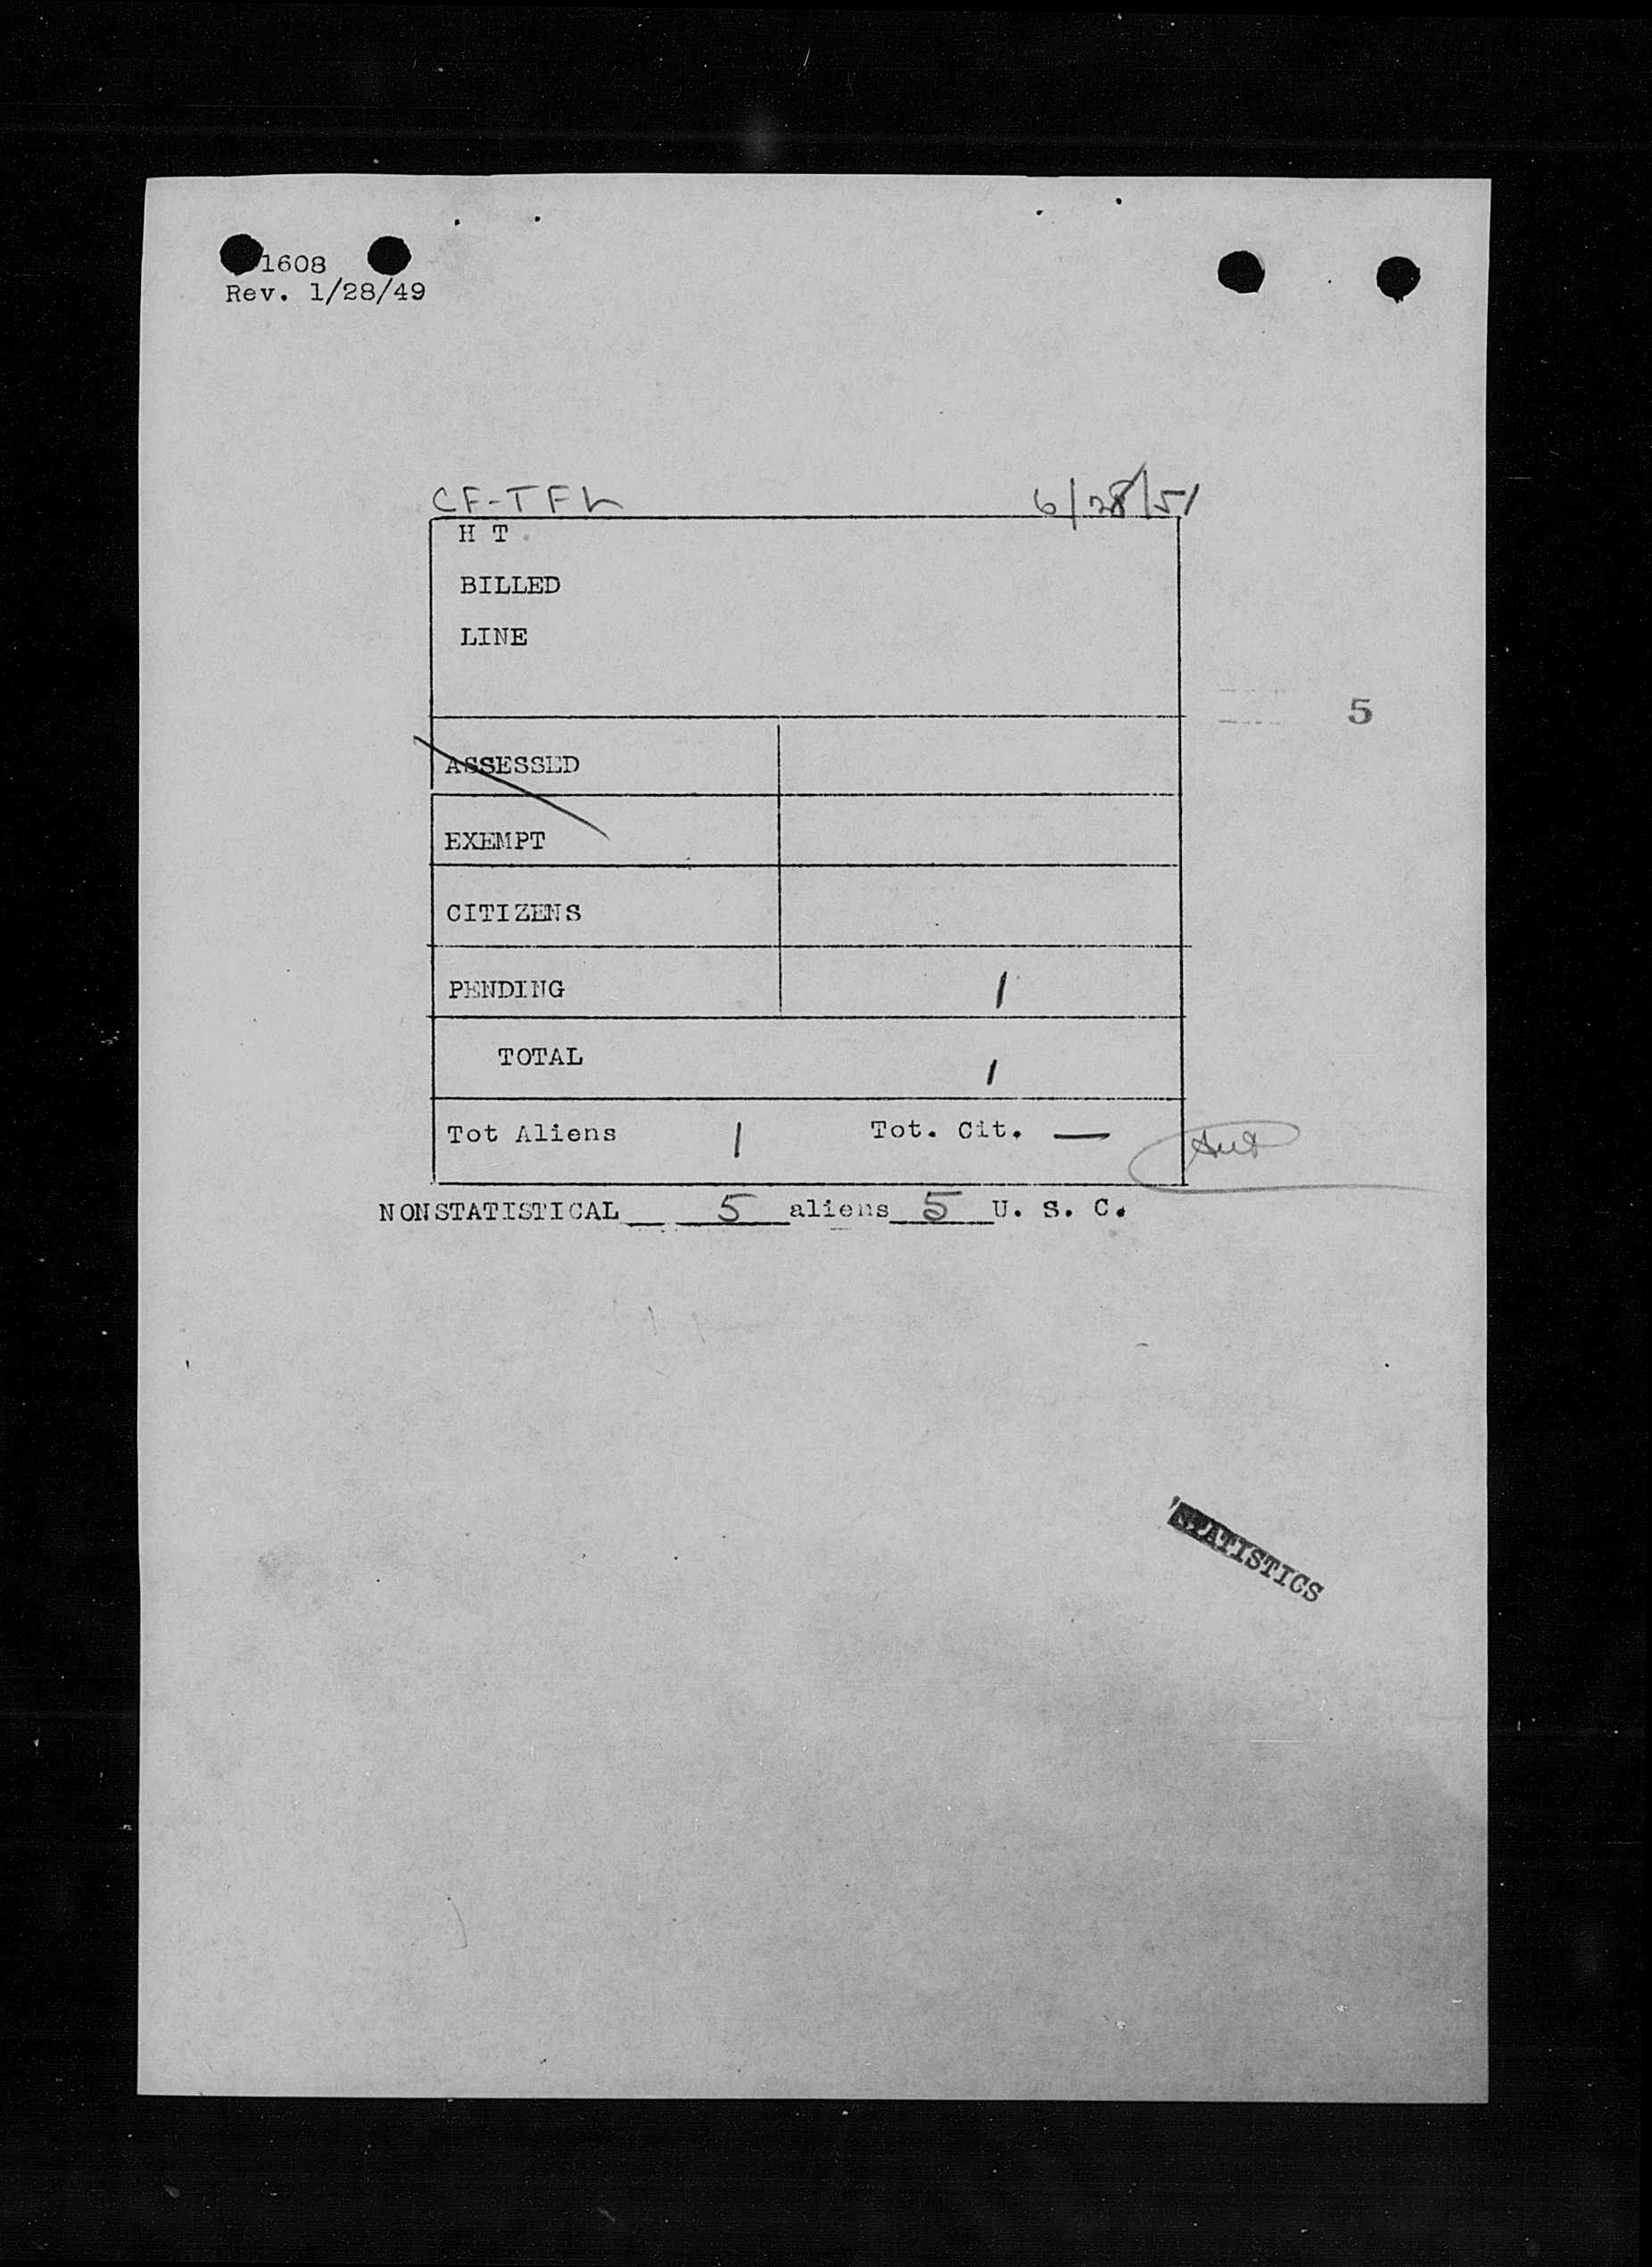 1608
Rev. 1/28/49
CF-TFL 6/28/51
H T
BILLED
LINE
5
ASSESSED
EXEMPT
CITIZENS
PENDING 1
TOTAL 1
Tot Aliens 1 Tot. Cit. —
NONSTATISTICAL 5 aliens 5 U. S. C.
STATISTICS